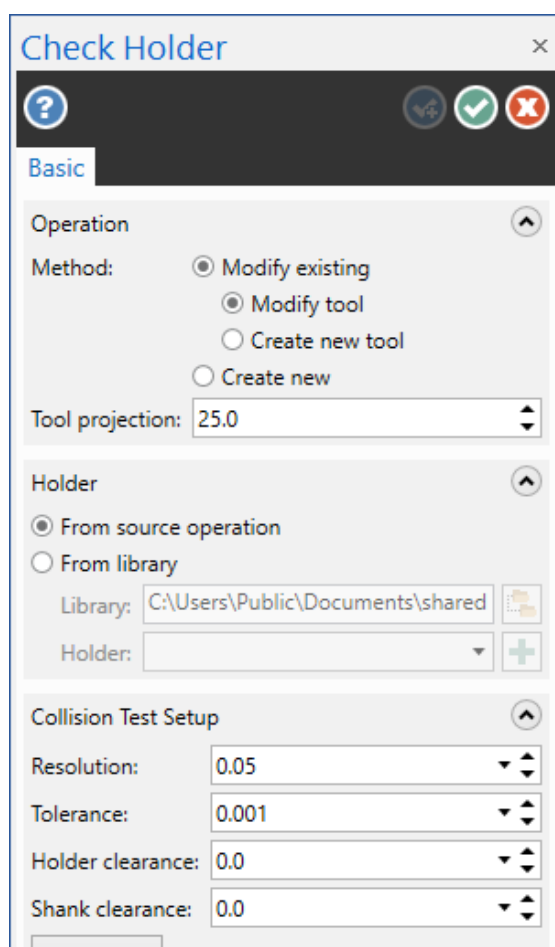 Check Holder
Basic
Operation
Method: Modify existing
Modify tool
Create new tool
Create new
Tool projection: 25.0
Holder
From source operation
From library
Library: C:\Users\Public\Documents\shared
Holder:
Collision Test Setup
Resolution: 0.05
Tolerance: 0.001
Holder clearance: 0.0
Shank clearance: 0.0